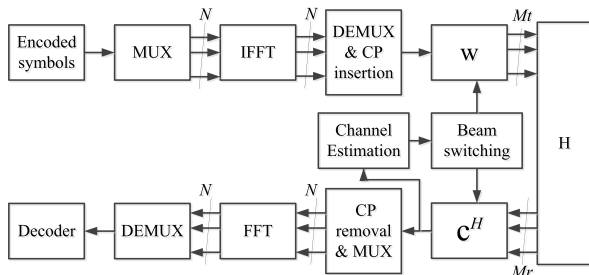 Encoded
symbols
MUX
N
IFFT
N
DEMUX
& CP
insertion
w
Mt
H
Channel
Estimation
Beam
switching
Decoder
DEMUX
N
FFT
N
CP
removal
& MUX
c^H
Mr